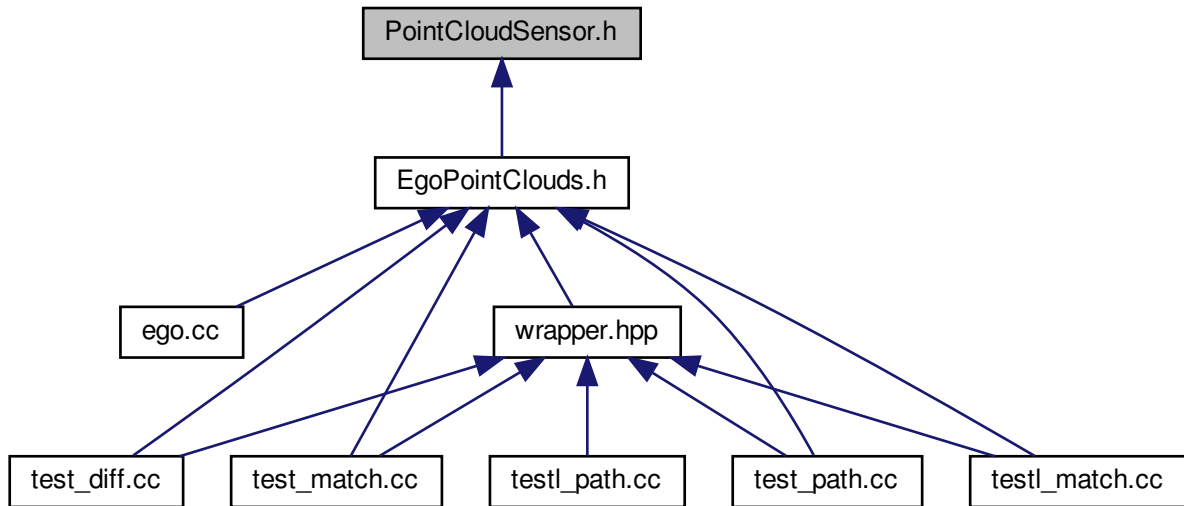 PointCloudSensor.h
EgoPointClouds.h
ego.cc
wrapper.hpp
test_diff.cc
test_match.cc
testl_path.cc
test_path.cc
testl_match.cc